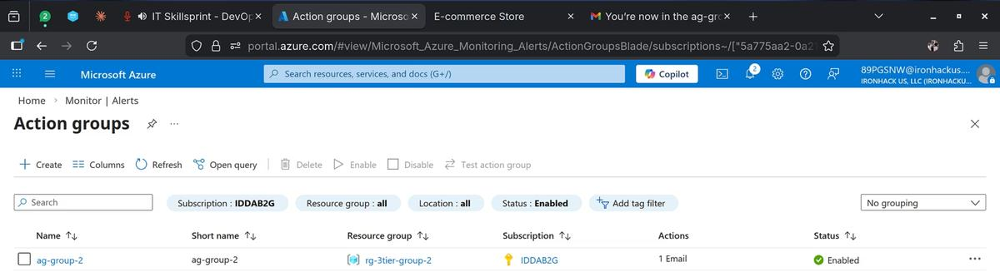 2
IT Skillsprint - DevOp
Action groups - Microso
E-commerce Store
You're now in the ag-gr
portal.azure.com/#view/Microsoft_Azure_Monitoring_Alerts/ActionGroupsBlade/subscriptions~/["5a775aa2-0a2
Microsoft Azure
Search resources, services, and docs (G+/)
Copilot
2
89PGSNW@ironhackus....
IRONHACK US, LLC (IRONHACKU...
Home > Monitor | Alerts
Action groups
Create Columns Refresh Open query Delete Enable Disable Test action group
Search Subscription : IDDAB2G Resource group : all Location : all Status : Enabled Add tag filter No grouping
Name Short name Resource group Subscription Actions Status
ag-group-2 ag-group-2 rg-3tier-group-2 IDDAB2G 1 Email Enabled